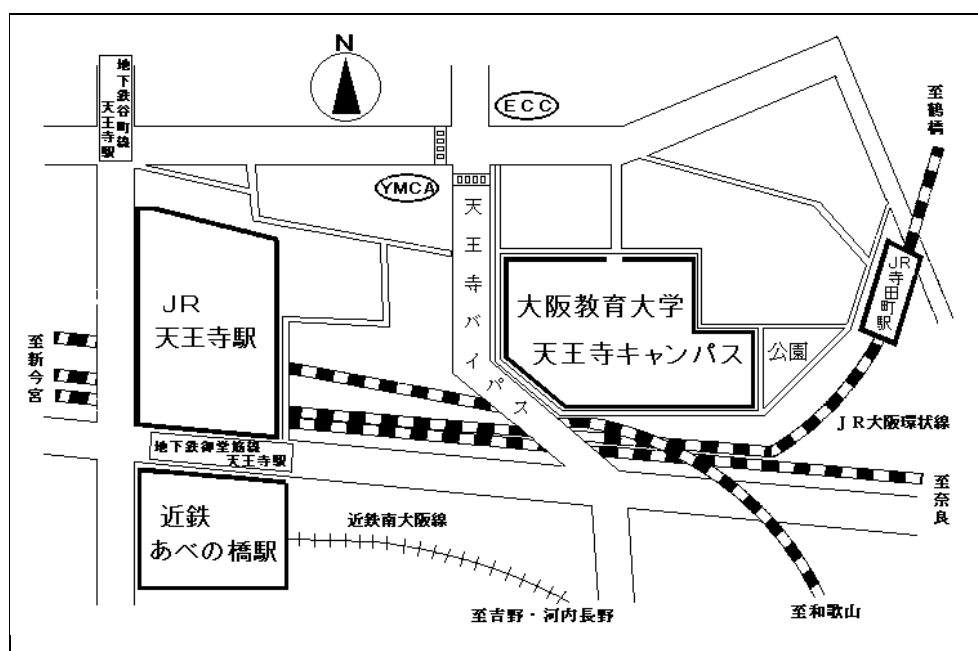 N
地下鉄谷町線
天王寺駅
ECC
至鶴橋
YMCA
天王寺バイパス
JR
天王寺駅
大阪教育大学
天王寺キャンパス
公園
JR寺田町駅
至新今宮
JR大阪環状線
地下鉄御堂筋線
天王寺駅
至奈良
近鉄
あべの橋駅
近鉄南大阪線
至吉野・河内長野
至和歌山